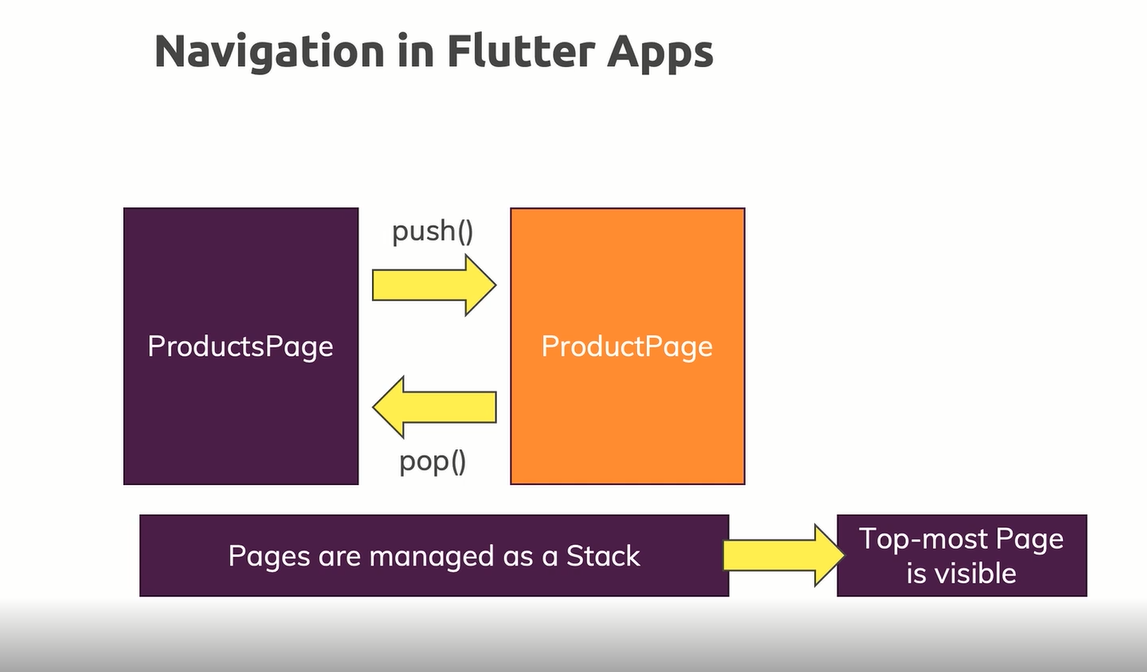 Navigation in Flutter Apps
push()
ProductsPage
ProductPage
pop()
Pages are managed as a Stack
Top-most Page
is visible